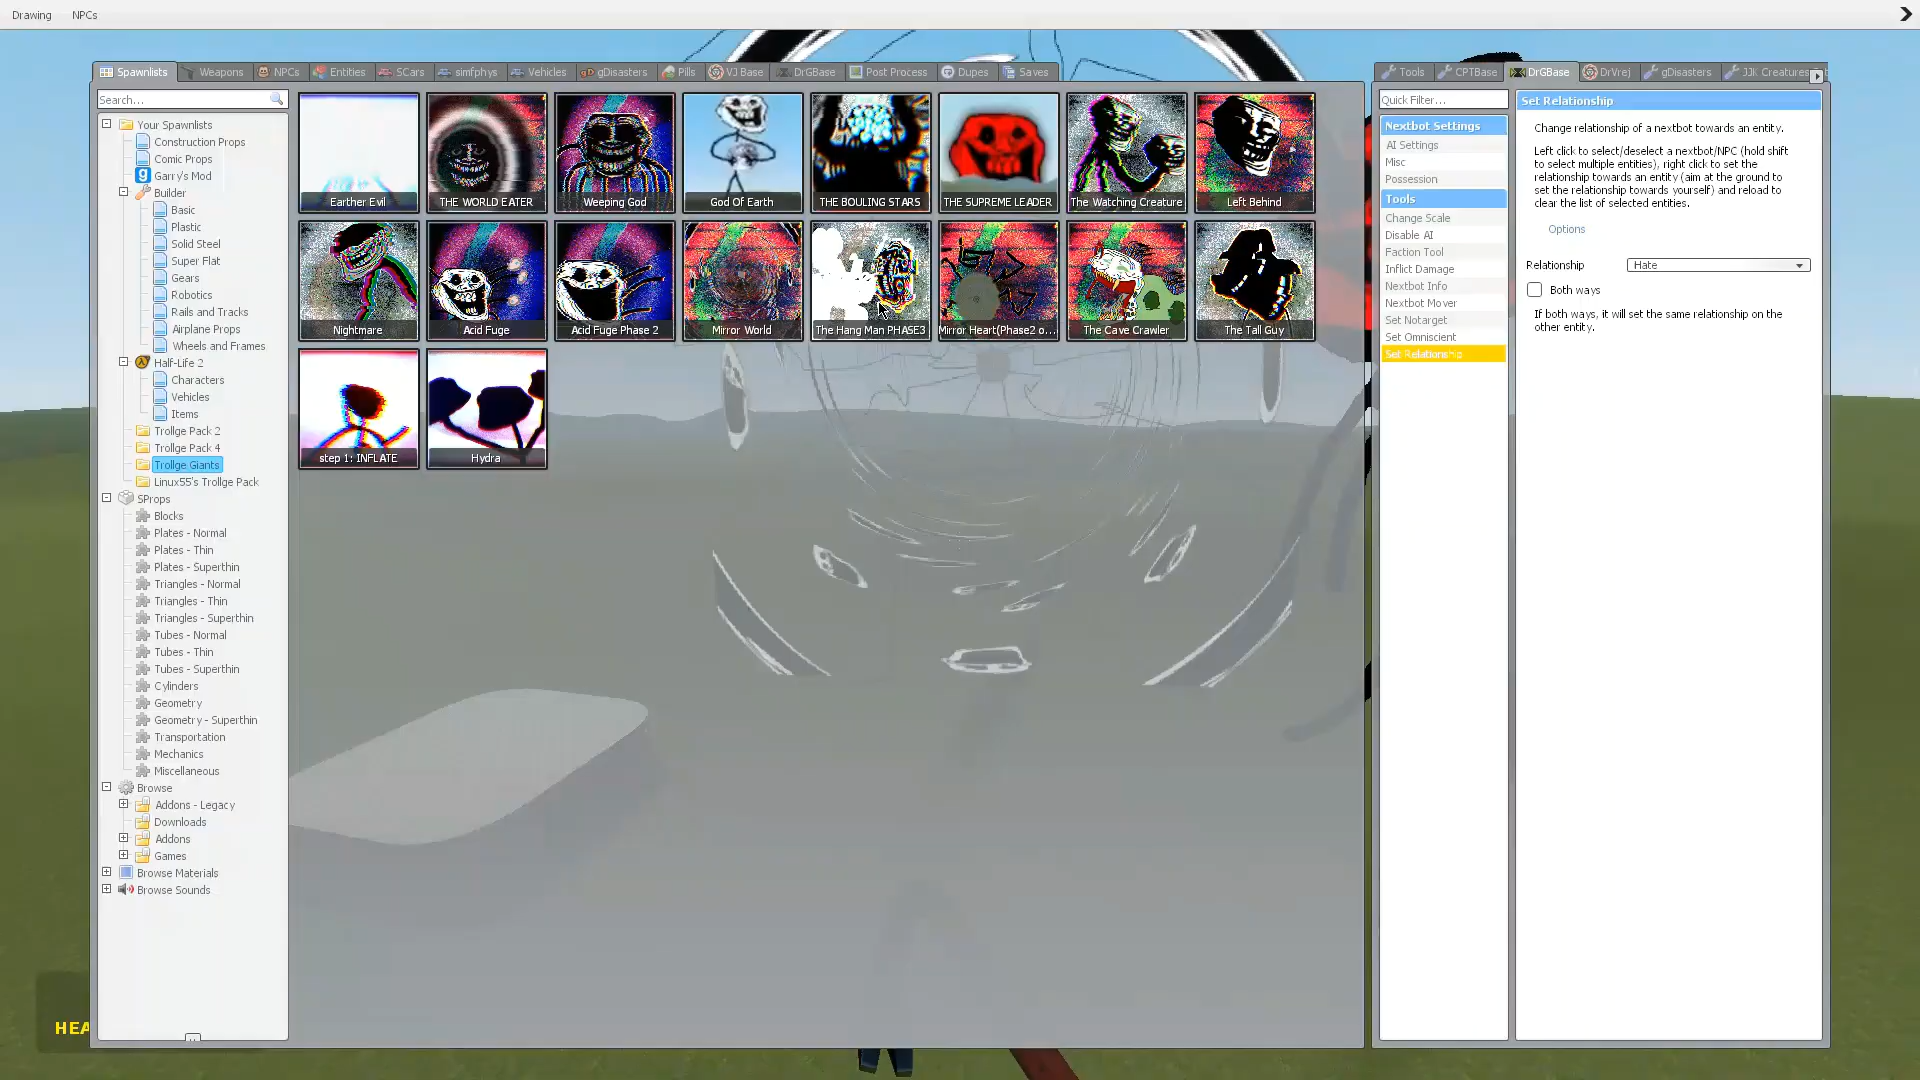 Drawing NPCs
Spawnlists Weapons NPCs Entities SCars simfphys Vehicles gDisasters Pills VJ Base DrGBase Post Process Dupes Saves
Search...
Your Spawnlists
Construction Props
Comic Props
Garry's Mod
Builder
Basic
Plastic
Solid Steel
Super Flat
Gears
Robotics
Rails and Tracks
Airplane Props
Wheels and Frames
Half-Life 2
Characters
Vehicles
Items
Trollge Pack 2
Trollge Pack 4
Trollge Giants
Linux55's Trollge Pack
SProps
Blocks
Plates - Normal
Plates - Thin
Plates - Superthin
Triangles - Normal
Triangles - Thin
Triangles - Superthin
Tubes - Normal
Tubes - Thin
Tubes - Superthin
Cylinders
Geometry
Geometry - Superthin
Transportation
Mechanics
Miscellaneous
Browse
Addons - Legacy
Downloads
Addons
Games
Browse Materials
Browse Sounds
Earther Evil THE WORLD EATER Weeping God God Of Earth THE BOULING STARS THE SUPREME LEADER The Watching Creature Left Behind
Nightmare Acid Fuge Acid Fuge Phase 2 Mirror World The Hang Man PHASE3 Mirror Heart(Phase2 o... The Cave Crawler The Tall Guy
step 1: INFLATE Hydra
Tools CPTBase DrGBase DrVrej gDisasters JJK Creatures
Quick Filter...
Nextbot Settings
AI Settings
Misc
Possession
Tools
Change Scale
Disable AI
Faction Tool
Inflict Damage
Nextbot Info
Nextbot Mover
Set Notarget
Set Omniscient
Set Relationship
Set Relationship
Change relationship of a nextbot towards an entity.
Left click to select/deselect a nextbot/NPC (hold shift
to select multiple entities), right click to set the
relationship towards an entity (aim at the ground to
set the relationship towards yourself) and reload to
clear the list of selected entities.
Options
Relationship Hate
Both ways
If both ways, it will set the same relationship on the
other entity.
HEA